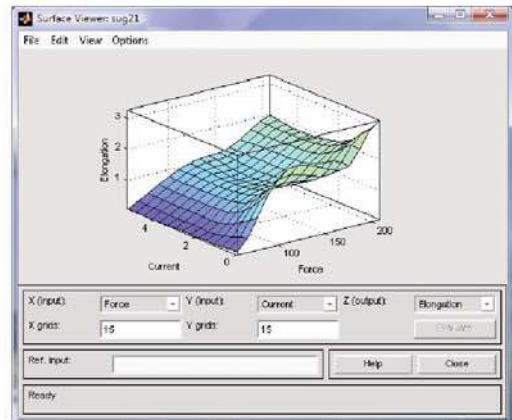 Surface Viewer: sug21
File Edit View Options
3
2
1
Elongation
4
2
0
Current
100
150
200
Force
X (input): Force Y (input): Current Z (output): Elongation
X grids: 15 Y grids: 15 Evaluate
Ref. Input: Help Close
Ready